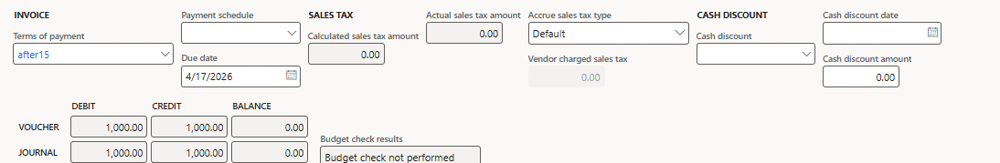 INVOICE
Terms of payment
after15
Payment schedule
Due date
4/17/2026
SALES TAX
Calculated sales tax amount
0.00
Actual sales tax amount
0.00
Accrue sales tax type
Default
Vendor charged sales tax
0.00
CASH DISCOUNT
Cash discount
Cash discount date
Cash discount amount
0.00
DEBIT CREDIT BALANCE
VOUCHER 1,000.00 1,000.00 0.00
JOURNAL 1,000.00 1,000.00 0.00
Budget check results
Budget check not performed